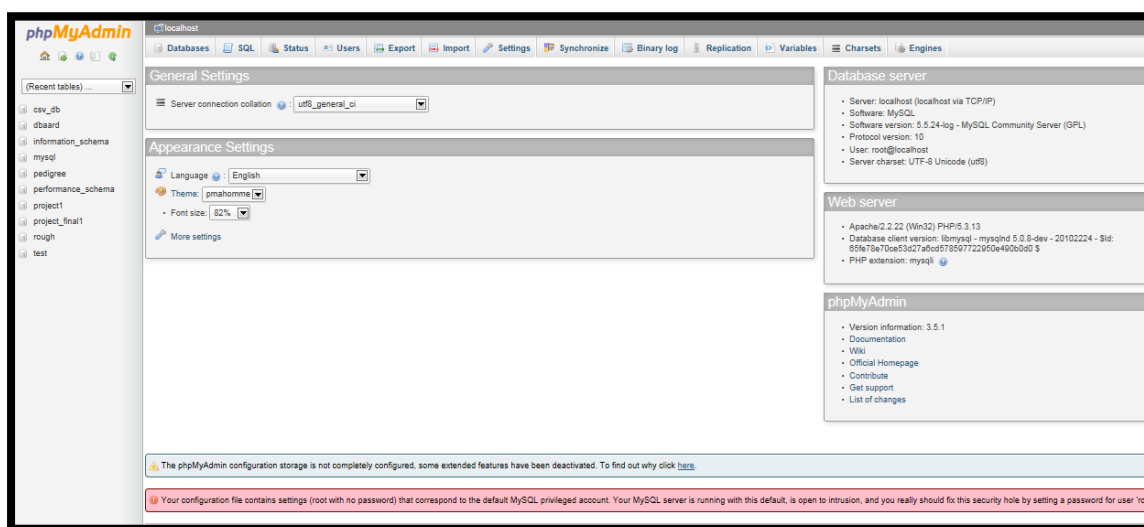 phpMyAdmin
(Recent tables) ...
csv_db
dbaard
information_schema
mysql
pedigree
performance_schema
project1
project_final1
rough
test
localhost
Databases SQL Status Users Export Import Settings Synchronize Binary log Replication Variables Charsets Engines
General Settings
Server connection collation : utf8_general_ci
Appearance Settings
Language : English
Theme: pmahomme
Font size: 82%
More settings
Database server
Server: localhost (localhost via TCP/IP)
Software: MySQL
Software version: 5.5.24-log - MySQL Community Server (GPL)
Protocol version: 10
User: root@localhost
Server charset: UTF-8 Unicode (utf8)
Web server
Apache/2.2.22 (Win32) PHP/5.3.13
Database client version: libmysql - mysqlnd 5.0.8-dev - 20102224 - $Id:
65fe78e70ce53d27a6cd578597722950e490b0d0 $
PHP extension: mysqli
phpMyAdmin
Version information: 3.5.1
Documentation
Wiki
Official Homepage
Contribute
Get support
List of changes
The phpMyAdmin configuration storage is not completely configured, some extended features have been deactivated. To find out why click here.
Your configuration file contains settings (root with no password) that correspond to the default MySQL privileged account. Your MySQL server is running with this default, is open to intrusion, and you really should fix this security hole by setting a password for user 'ro